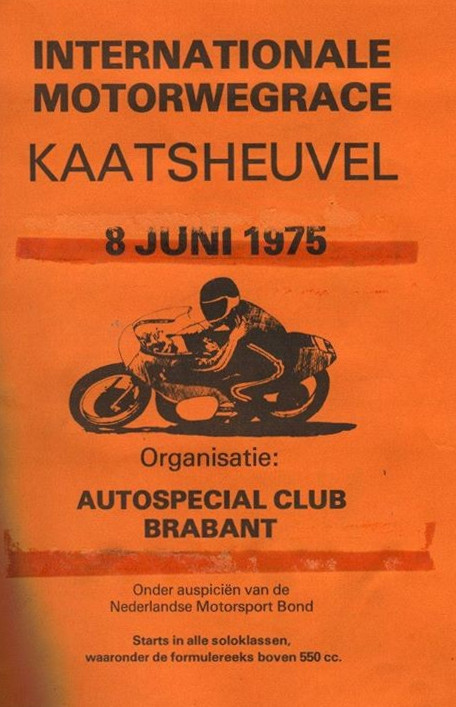 INTERNATIONALE
MOTORWEGRACE
KAATSHEUVEL
8 JUNI 1975
Organisatie:
AUTOSPECIAL CLUB
BRABANT
Onder auspiciën van de
Nederlandse Motorsport Bond
Starts in alle soloklassen,
waaronder de formulereeks boven 550 cc.